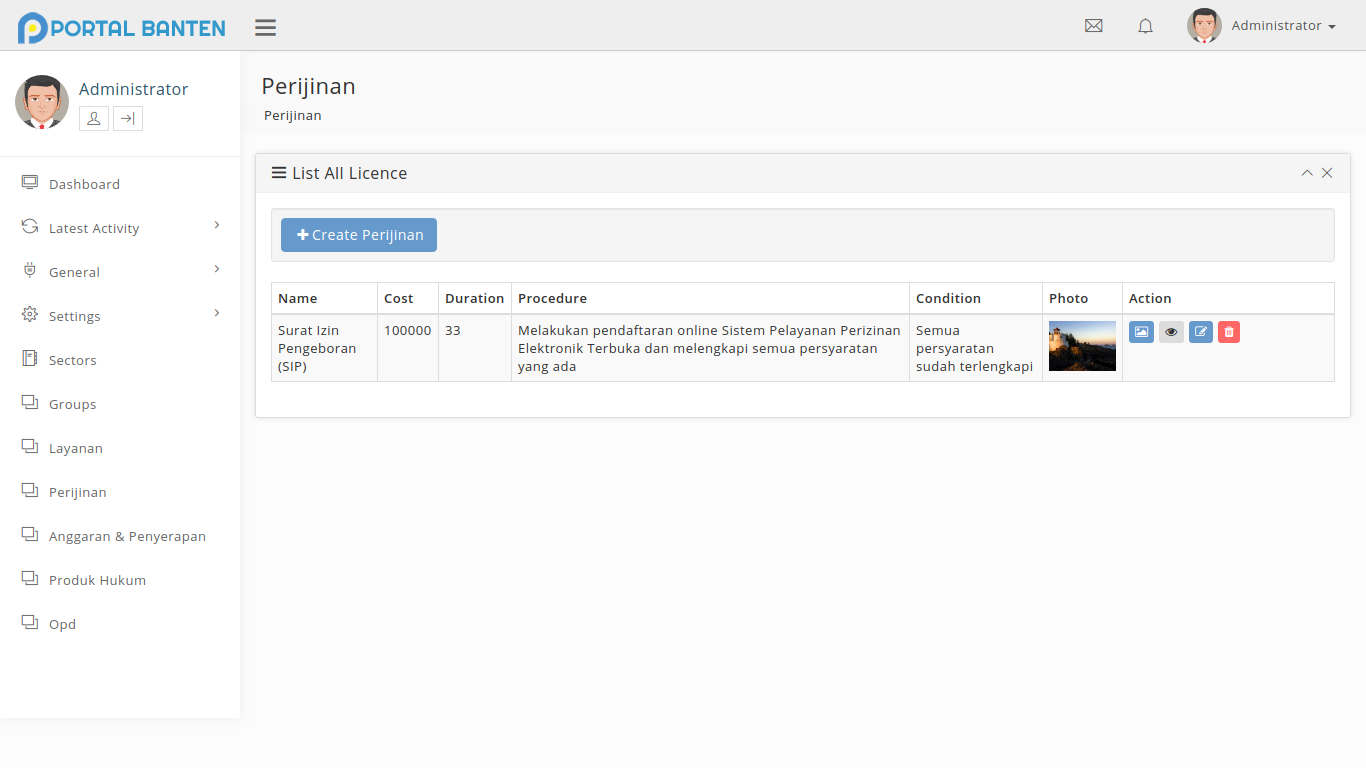 PORTAL BANTEN
Administrator
Administrator
Dashboard
Latest Activity
General
Settings
Sectors
Groups
Layanan
Perijinan
Anggaran & Penyerapan
Produk Hukum
Opd
Perijinan
Perijinan
List All Licence
Create Perijinan
Name Cost Duration Procedure Condition Photo Action
Surat Izin 100000 33 Melakukan pendaftaran online Sistem Pelayanan Perizinan Semua
Pengeboran Elektronik Terbuka dan melengkapi semua persyaratan persyaratan
(SIP) yang ada sudah terlengkapi